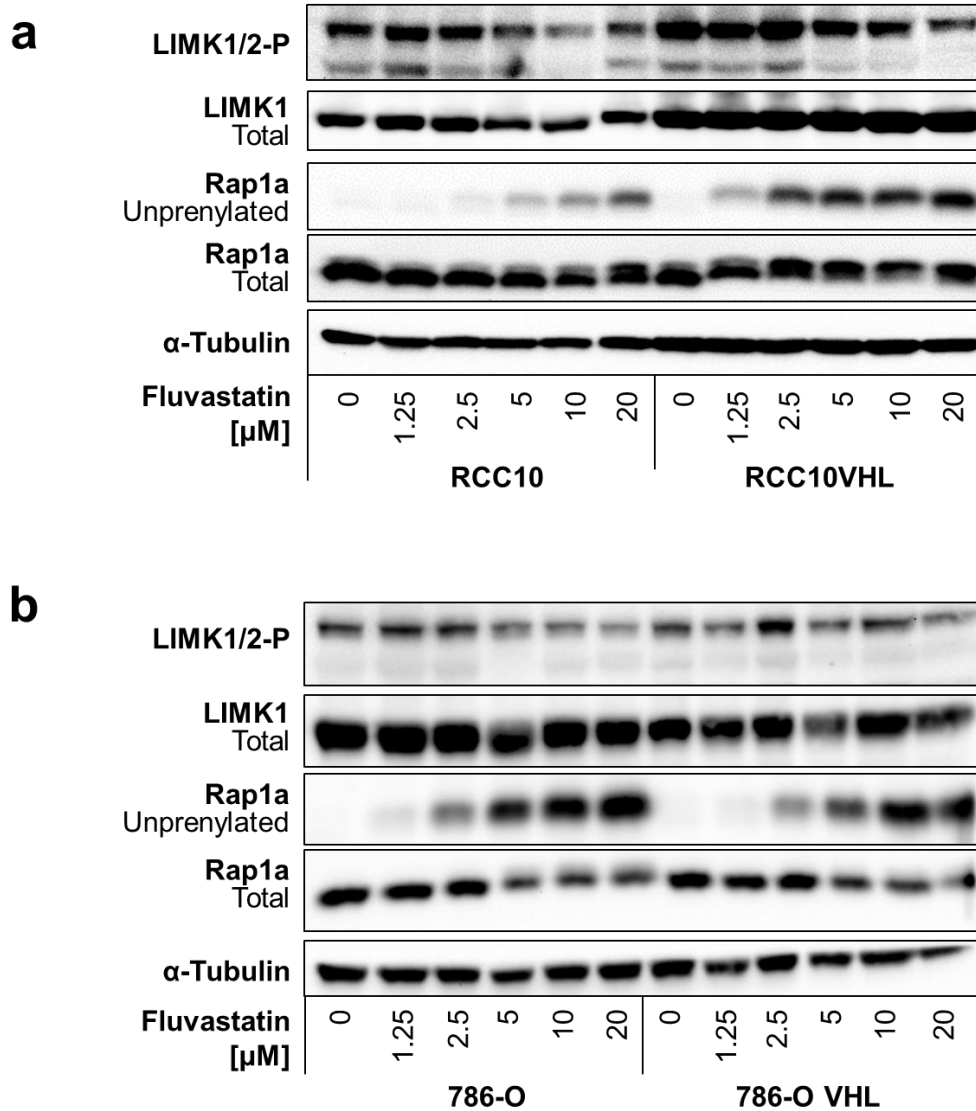 a
LIMK1/2-P
LIMK1
Total
Rap1a
Unprenylated
Rap1a
Total
α-Tubulin
Fluvastatin
[µM]
0 1.25 2.5 5 10 20 0 1.25 2.5 5 10 20
RCC10 RCC10VHL
b
LIMK1/2-P
LIMK1
Total
Rap1a
Unprenylated
Rap1a
Total
α-Tubulin
Fluvastatin
[µM]
0 1.25 2.5 5 10 20 0 1.25 2.5 5 10 20
786-O 786-O VHL